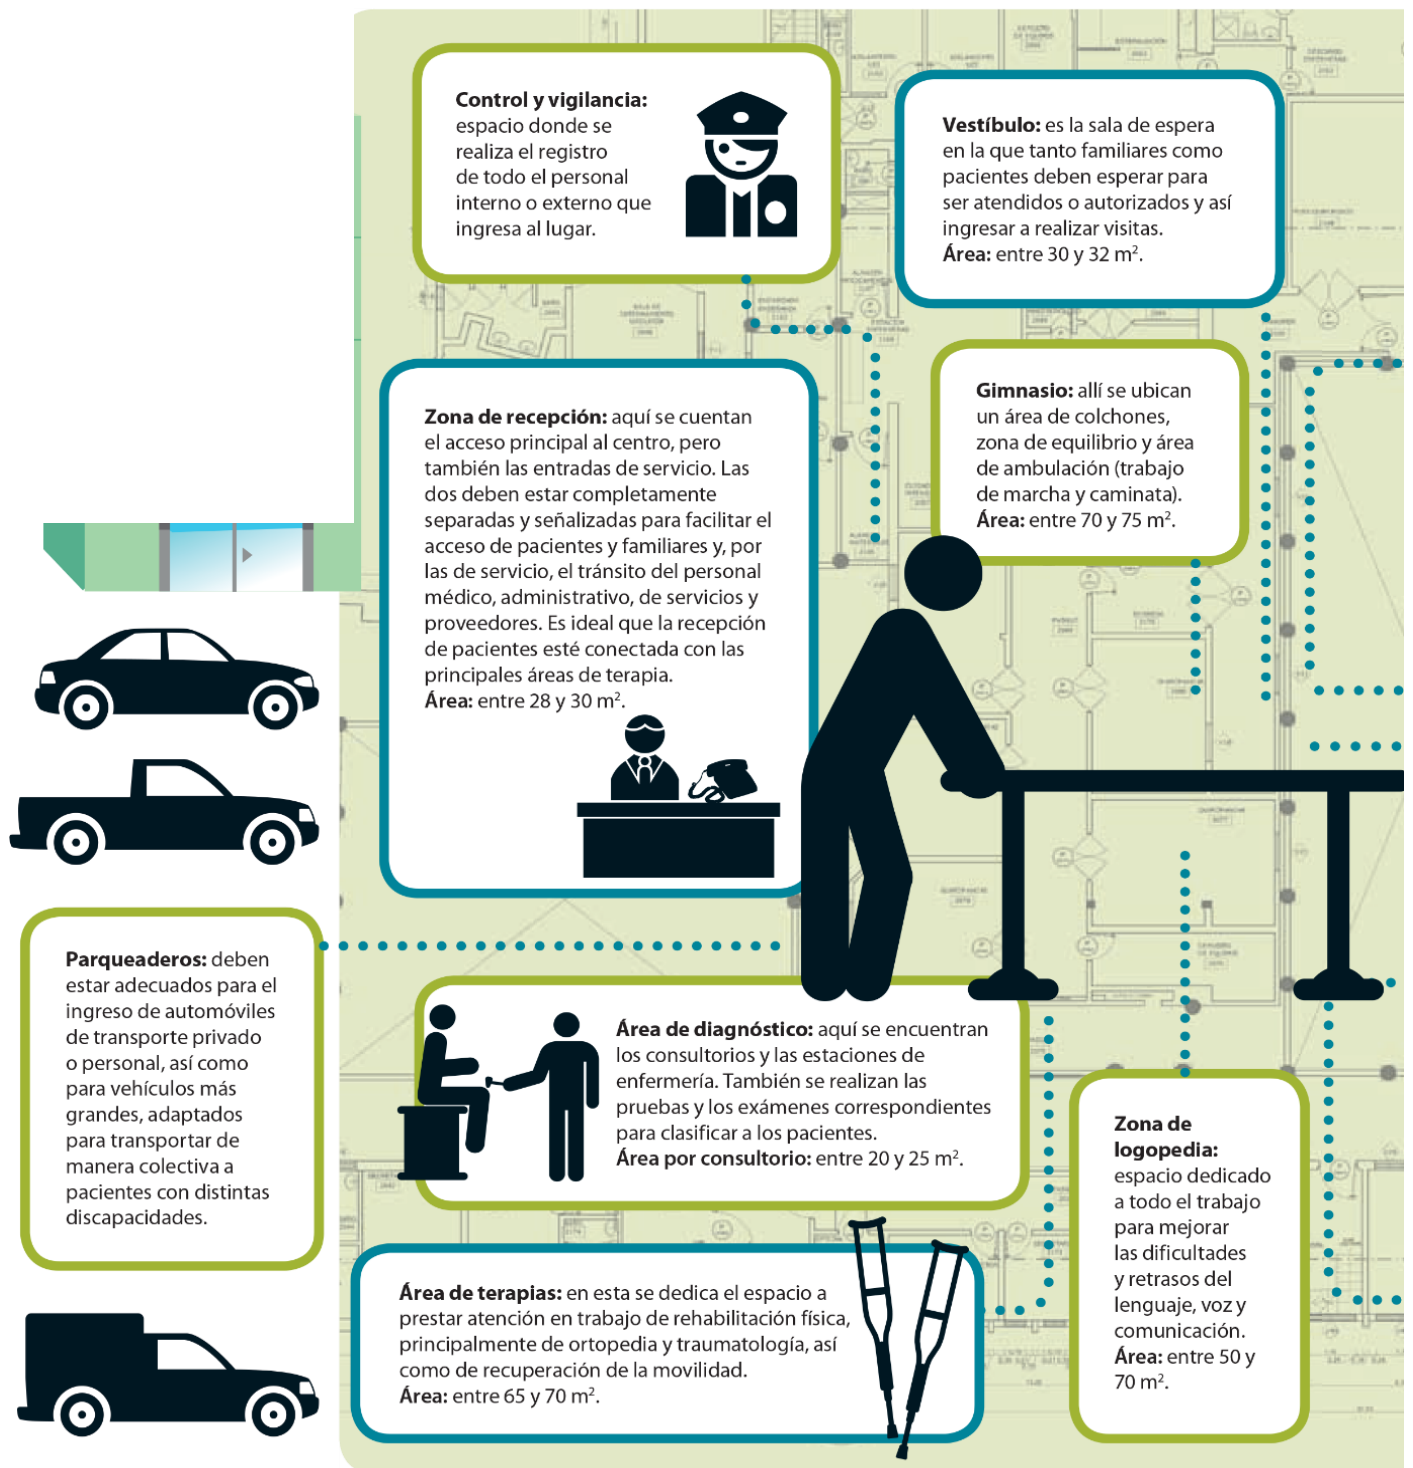 Control y vigilancia:
espacio donde se
realiza el registro
de todo el personal
interno o externo que
ingresa al lugar.
Vestíbulo: es la sala de espera
en la que tanto familiares como
pacientes deben esperar para
ser atendidos o autorizados y así
ingresar a realizar visitas.
Área: entre 30 y 32 m².
Zona de recepción: aquí se cuentan
el acceso principal al centro, pero
también las entradas de servicio. Las
dos deben estar completamente
separadas y señalizadas para facilitar el
acceso de pacientes y familiares y, por
las de servicio, el tránsito del personal
médico, administrativo, de servicios y
proveedores. Es ideal que la recepción
de pacientes esté conectada con las
principales áreas de terapia.
Área: entre 28 y 30 m².
Gimnasio: allí se ubican
un área de colchones,
zona de equilibrio y área
de ambulación (trabajo
de marcha y caminata).
Área: entre 70 y 75 m².
Parqueaderos: deben
estar adecuados para el
ingreso de automóviles
de transporte privado
o personal, así como
para vehículos más
grandes, adaptados
para transportar de
manera colectiva a
pacientes con distintas
discapacidades.
Área de diagnóstico: aquí se encuentran
los consultorios y las estaciones de
enfermería. También se realizan las
pruebas y los exámenes correspondientes
para clasificar a los pacientes.
Área por consultorio: entre 20 y 25 m².
Zona de
logopedia:
espacio dedicado
a todo el trabajo
para mejorar
las dificultades
y retrasos del
lenguaje, voz y
comunicación.
Área: entre 50 y
70 m².
Área de terapias: en esta se dedica el espacio a
prestar atención en trabajo de rehabilitación física,
principalmente de ortopedia y traumatología, así
como de recuperación de la movilidad.
Área: entre 65 y 70 m².